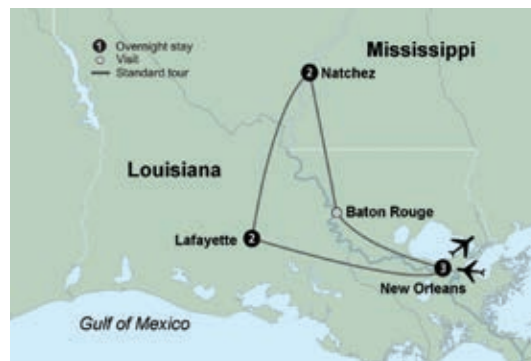 1 Overnight stay
Visit
Standard tour
Mississippi
2 Natchez
Louisiana
Baton Rouge
Lafayette 2
3
New Orleans
Gulf of Mexico